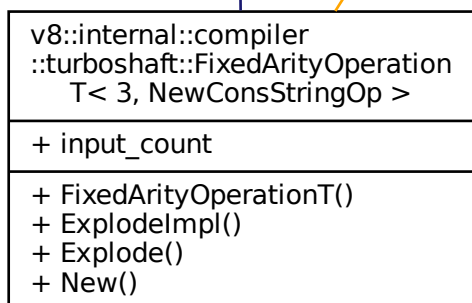 v8::internal::compiler
::turboshaft::FixedArityOperation
T< 3, NewConsStringOp >
+ input_count
+ FixedArityOperationT()
+ ExplodeImpl()
+ Explode()
+ New()